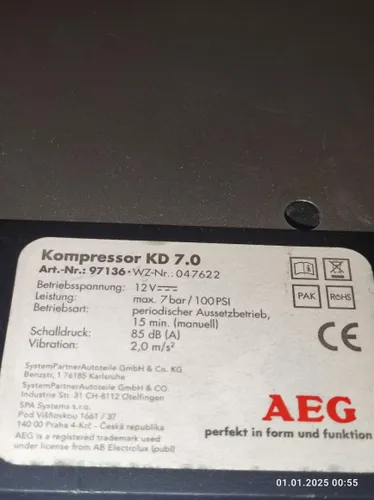 Kompressor KD 7.0
Art.-Nr.: 97136 • WZ-Nr.: 047622
Betriebsspannung: 12V
Leistung: max. 7 bar / 100 PSI
Betriebsart: periodischer Aussetzbetrieb,
15 min. (manuell)
Schalldruck: 85 dB (A)
Vibration: 2,0 m/s²
PAK
RoHS
CE
SystemPartnerAutoteile GmbH & Co. KG
Benzstr. 1 76185 Karlsruhe
SystemPartnerAutoteile GmbH & CO.
Industrie Str. 31 CH-8112 Otelfingen
SPA Systems s.r.o.
Pod Višňovkou 1661 / 37
140 00 Praha 4-Krč – Česká republika
AEG is a registered trademark used
under license from AB Electrolux (publ)
AEG
perfekt in form und funktion
01.01.2025 00:55